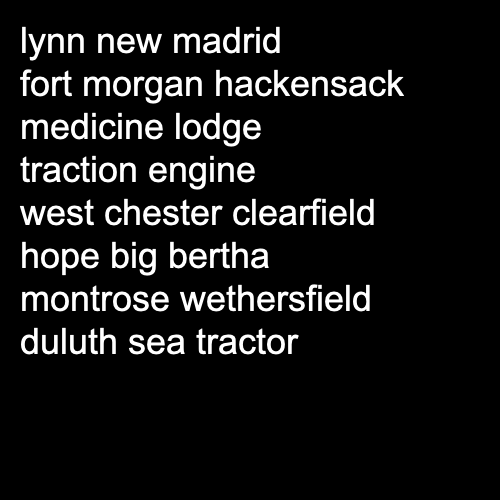 lynn new madrid
fort morgan hackensack
medicine lodge
traction engine
west chester clearfield
hope big bertha
montrose wethersfield
duluth sea tractor